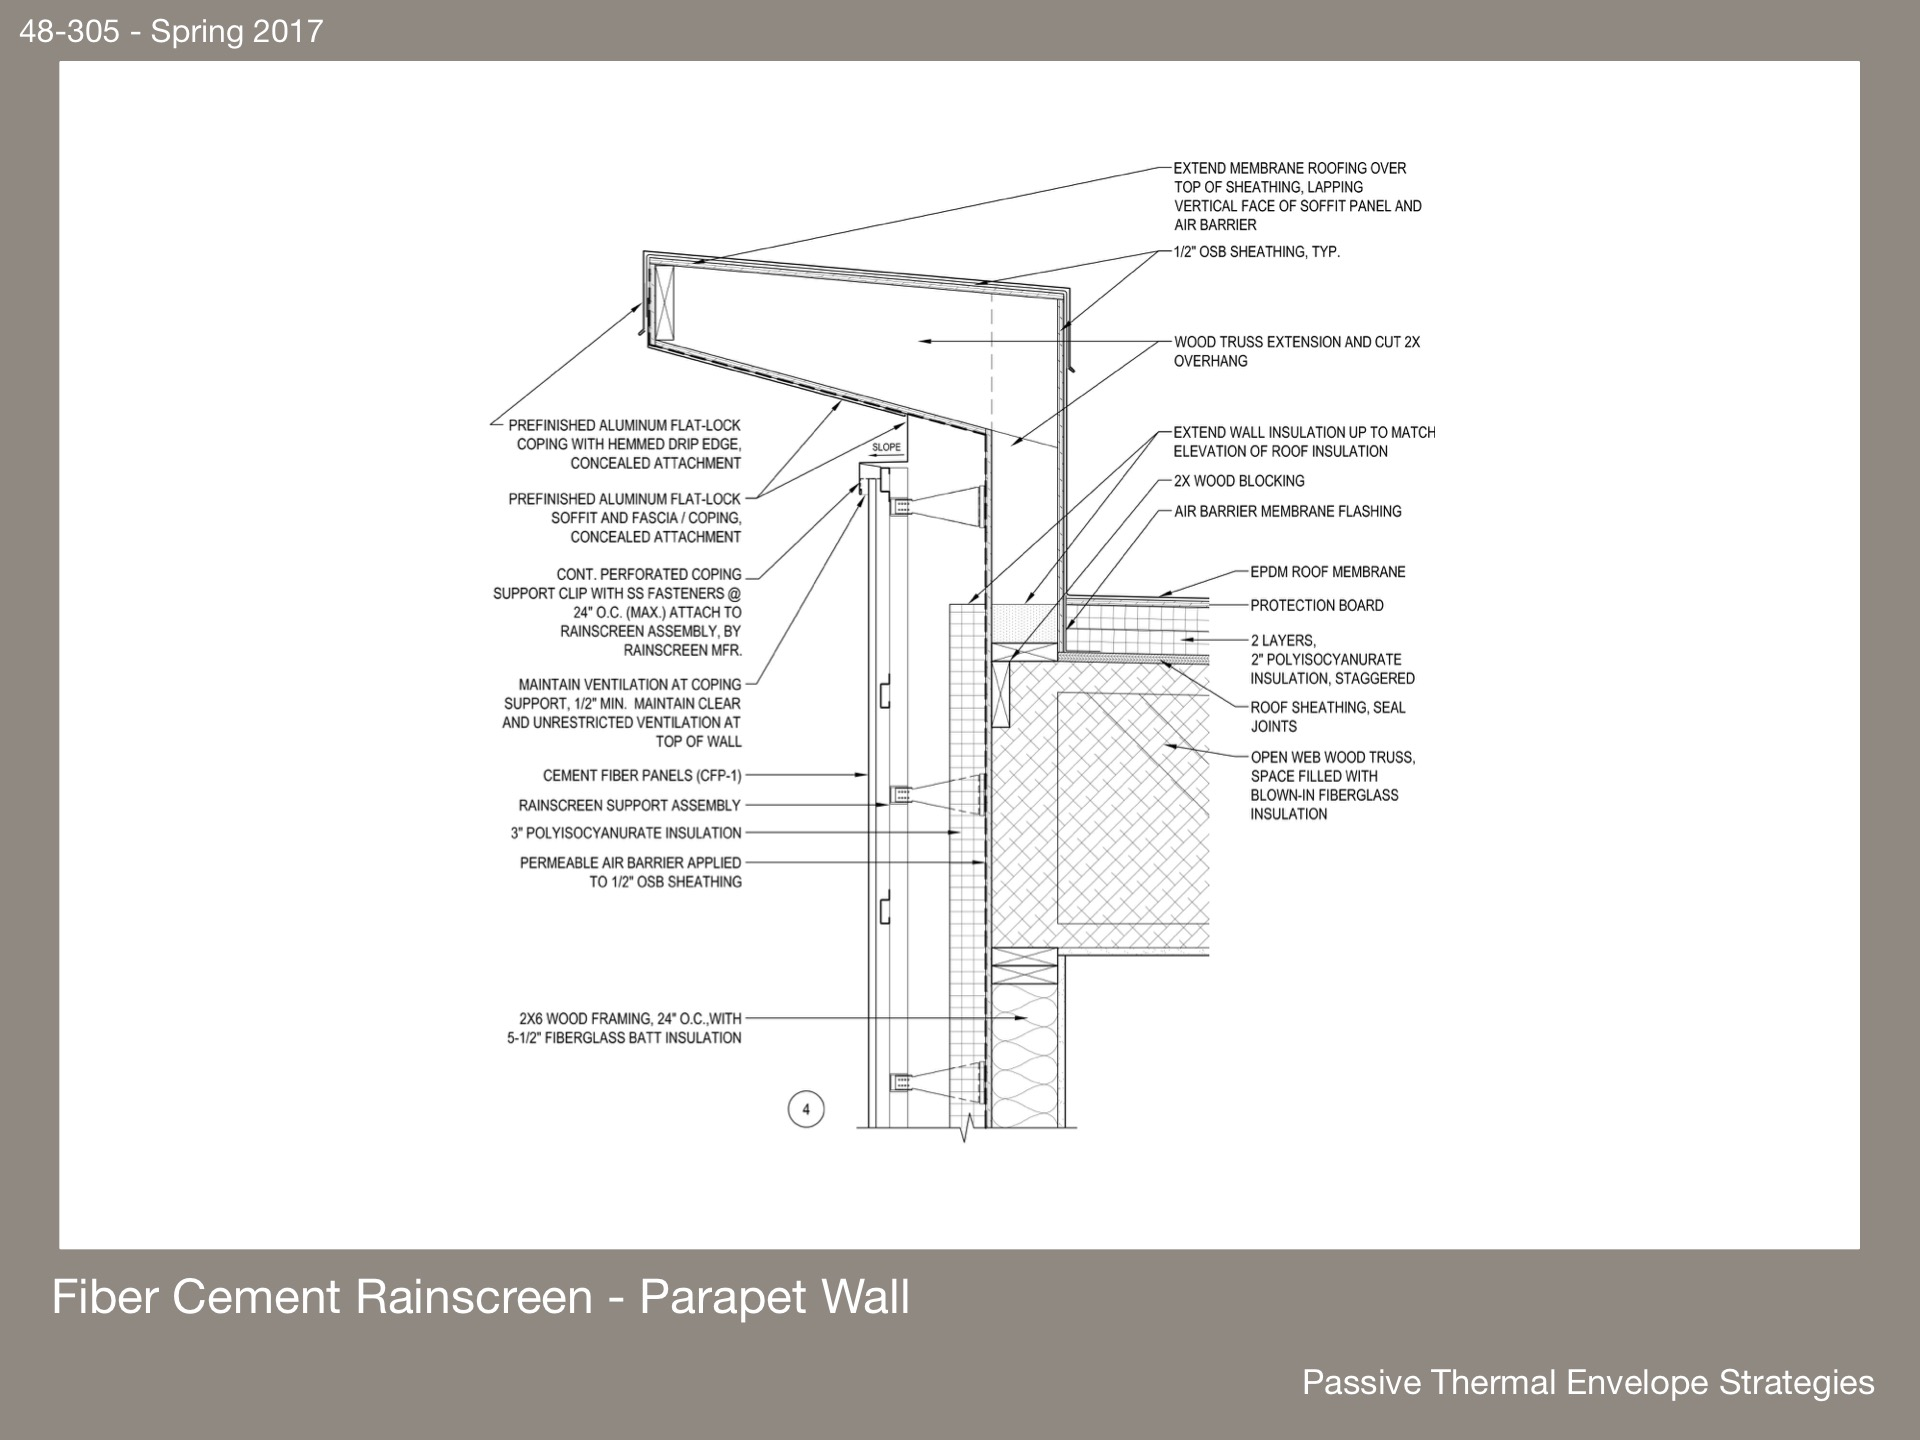 48-305 - Spring 2017
EXTEND MEMBRANE ROOFING OVER
TOP OF SHEATHING, LAPPING
VERTICAL FACE OF SOFFIT PANEL AND
AIR BARRIER
1/2" OSB SHEATHING, TYP.
WOOD TRUSS EXTENSION AND CUT 2X
OVERHANG
EXTEND WALL INSULATION UP TO MATCH
ELEVATION OF ROOF INSULATION
2X WOOD BLOCKING
AIR BARRIER MEMBRANE FLASHING
EPDM ROOF MEMBRANE
PROTECTION BOARD
2 LAYERS,
2" POLYISOCYANURATE
INSULATION, STAGGERED
ROOF SHEATHING, SEAL
JOINTS
OPEN WEB WOOD TRUSS,
SPACE FILLED WITH
BLOWN-IN FIBERGLASS
INSULATION
PREFINISHED ALUMINUM FLAT-LOCK
COPING WITH HEMMED DRIP EDGE,
CONCEALED ATTACHMENT
SLOPE
PREFINISHED ALUMINUM FLAT-LOCK
SOFFIT AND FASCIA / COPING,
CONCEALED ATTACHMENT
CONT. PERFORATED COPING
SUPPORT CLIP WITH SS FASTENERS @
24" O.C. (MAX.) ATTACH TO
RAINSCREEN ASSEMBLY, BY
RAINSCREEN MFR.
MAINTAIN VENTILATION AT COPING
SUPPORT, 1/2" MIN.  MAINTAIN CLEAR
AND UNRESTRICTED VENTILATION AT
TOP OF WALL
CEMENT FIBER PANELS (CFP-1)
RAINSCREEN SUPPORT ASSEMBLY
3" POLYISOCYANURATE INSULATION
PERMEABLE AIR BARRIER APPLIED
TO 1/2" OSB SHEATHING
2X6 WOOD FRAMING, 24" O.C.,WITH
5-1/2" FIBERGLASS BATT INSULATION
4
Fiber Cement Rainscreen - Parapet Wall
Passive Thermal Envelope Strategies